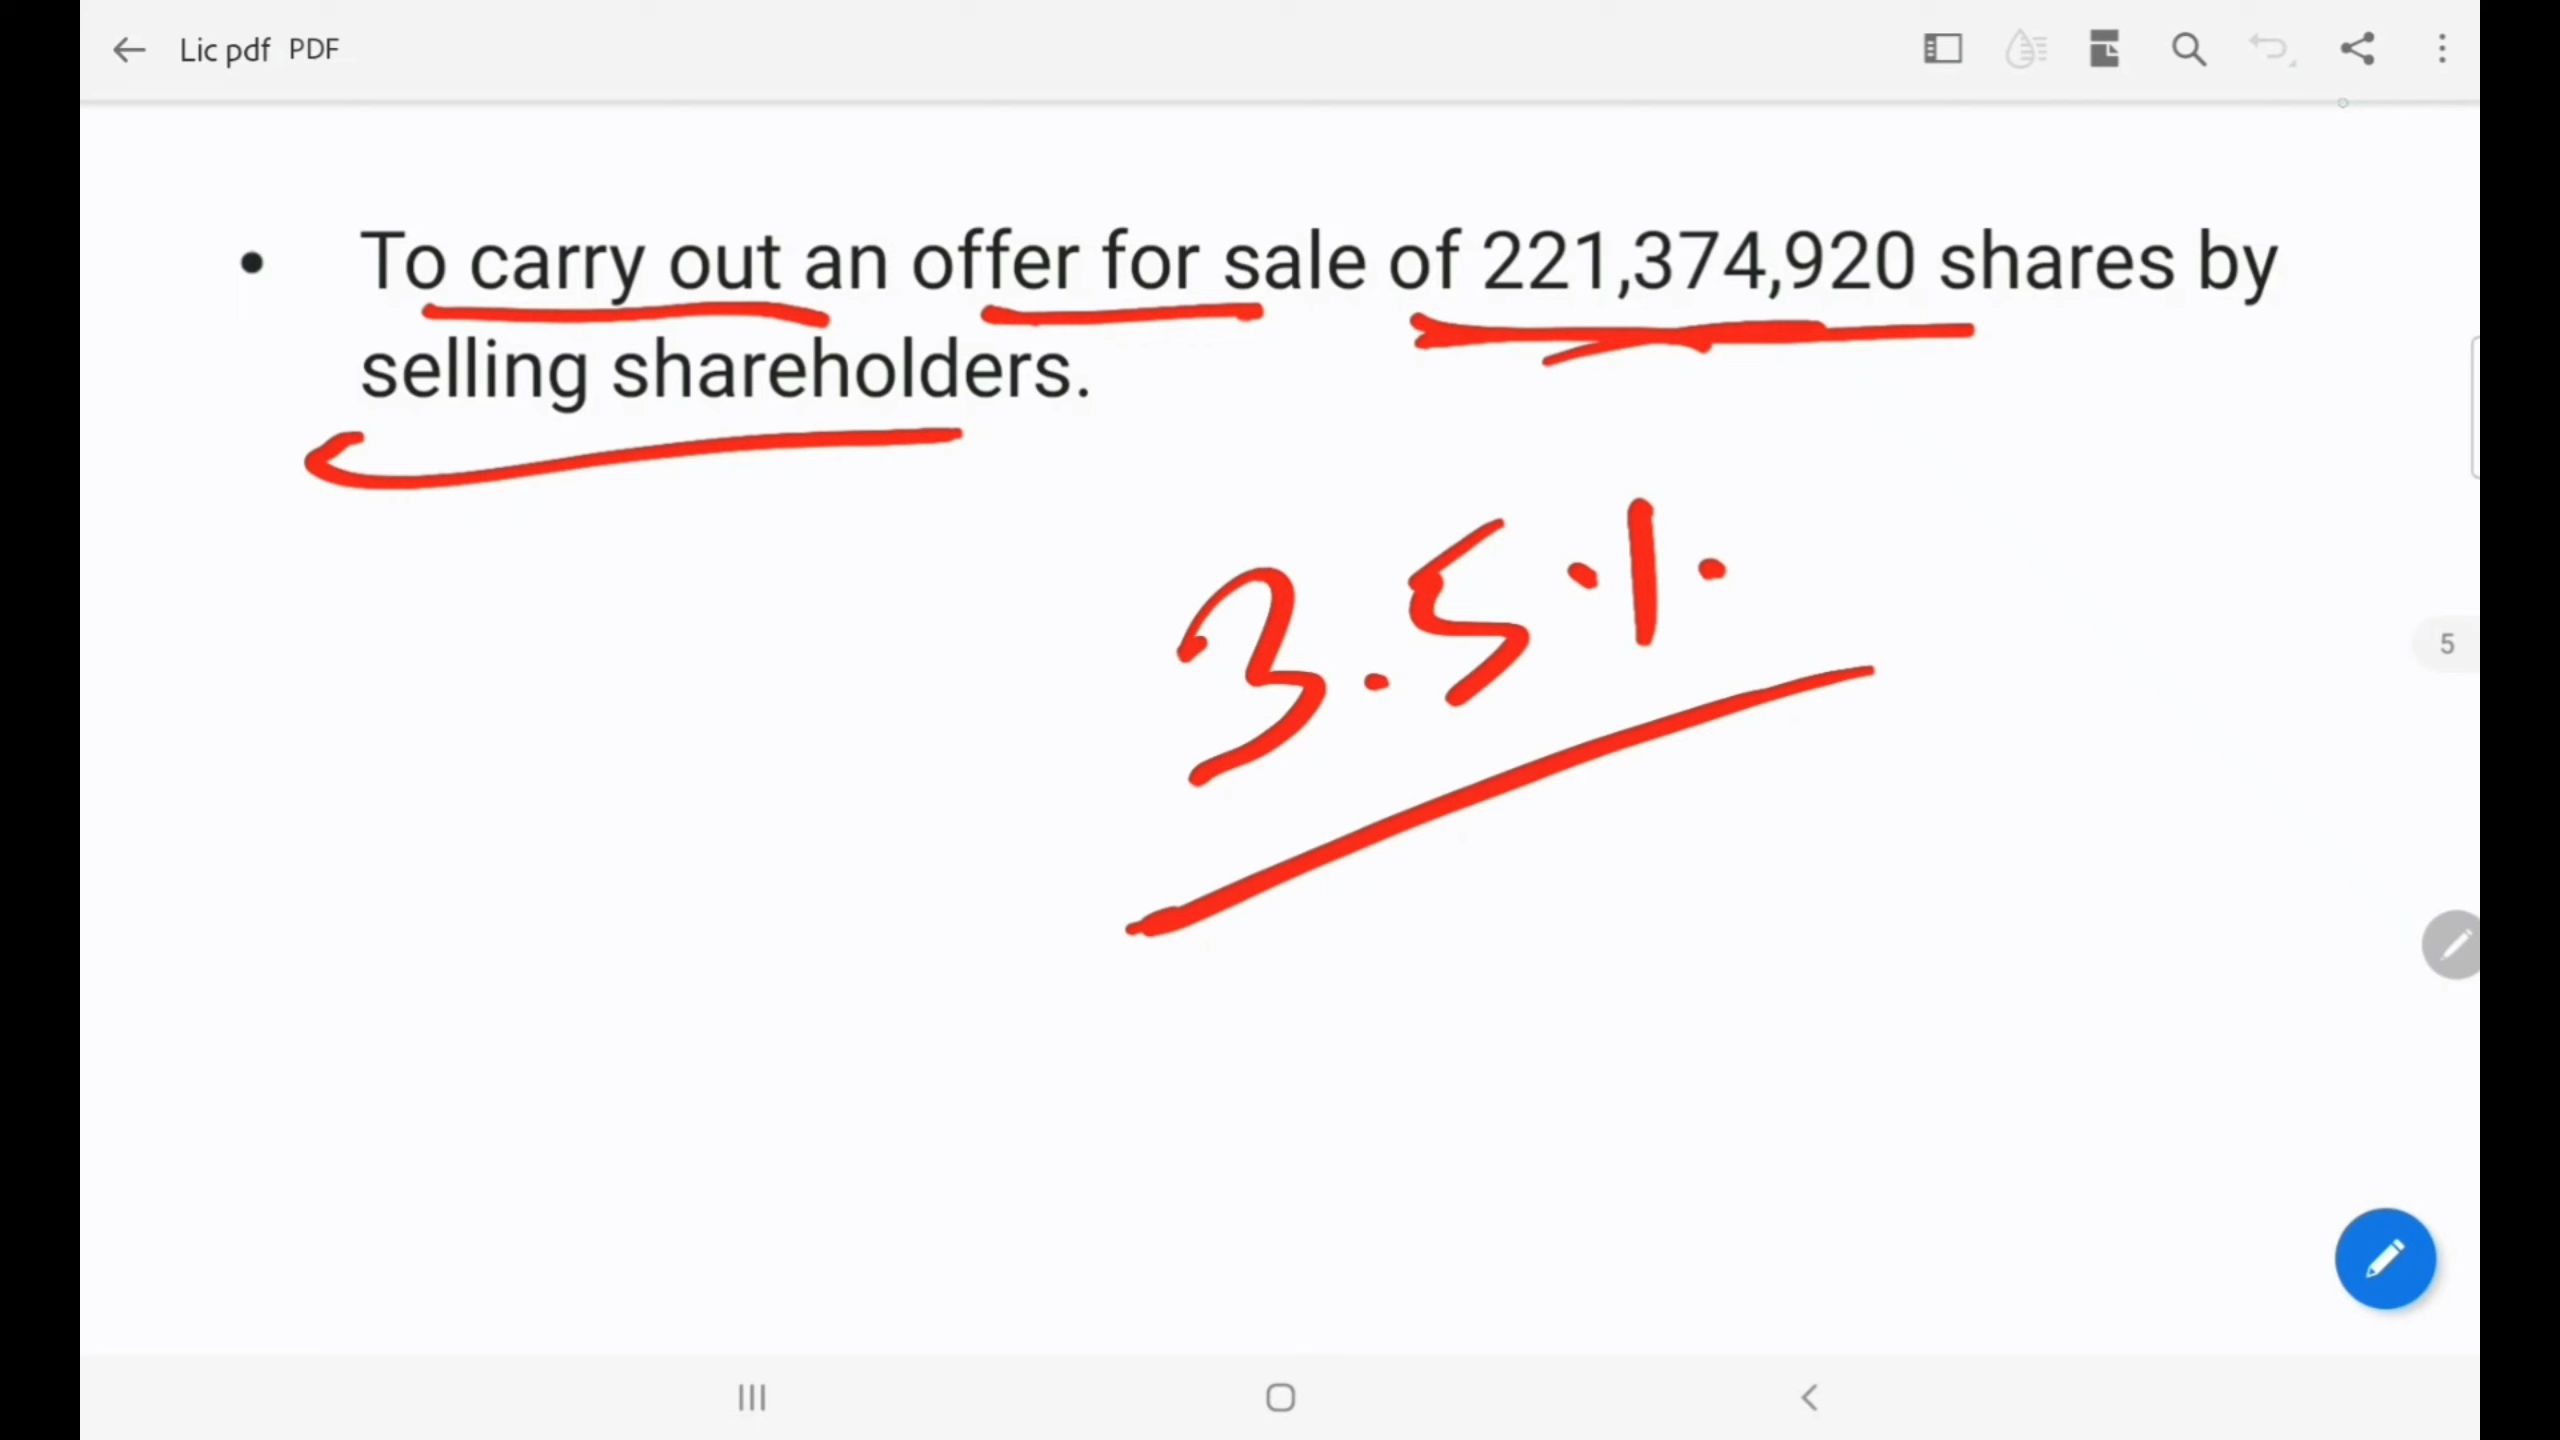 Lic pdf PDF
• To carry out an offer for sale of 221,374,920 shares by
selling shareholders.
3.5%
5